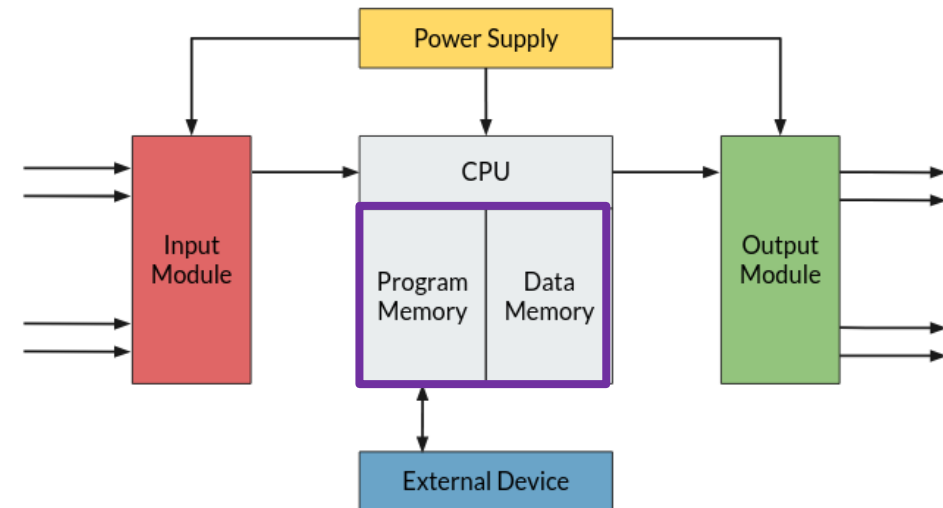 Power Supply
CPU
Input
Module
Program
Memory
Data
Memory
Output
Module
External Device